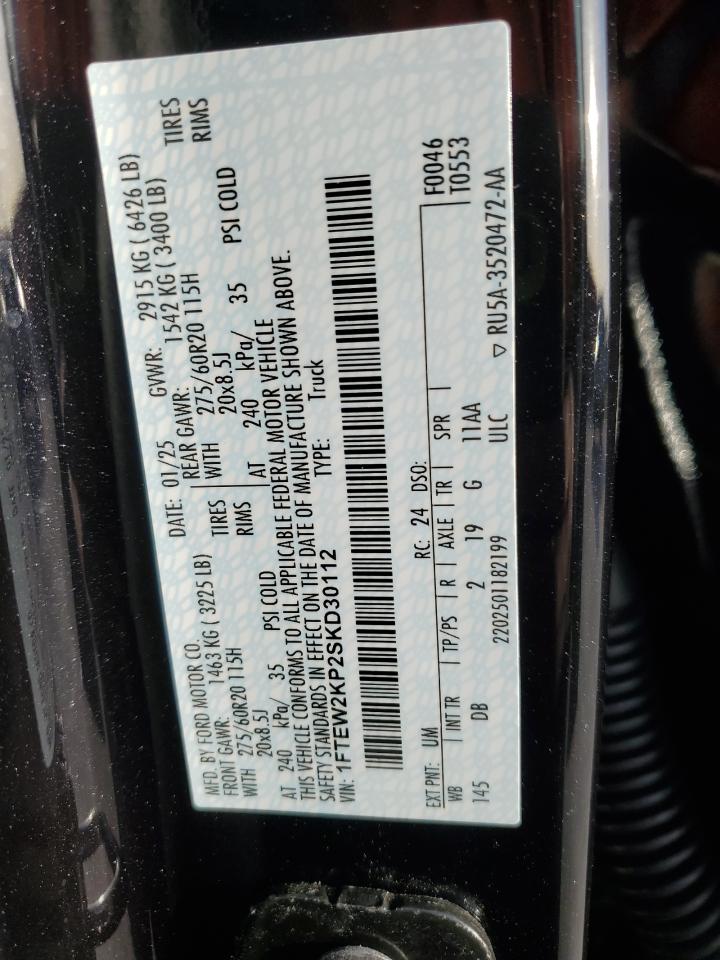 MFD. BY FORD MOTOR CO.
DATE: 01/25 GVWR: 2915 KG ( 6426 LB)
FRONT GAWR: 1463 KG ( 3225 LB) REAR GAWR: 1542 KG ( 3400 LB)
WITH 275/60R20 115H TIRES WITH 275/60R20 115H TIRES
20x8.5J RIMS 20x8.5J RIMS
AT 240 kPa/ 35 PSI COLD AT 240 kPa/ 35 PSI COLD
THIS VEHICLE CONFORMS TO ALL APPLICABLE FEDERAL MOTOR VEHICLE
SAFETY STANDARDS IN EFFECT ON THE DATE OF MANUFACTURE SHOWN ABOVE.
VIN: 1FTEW2KP2SKD30112 TYPE: Truck
F0046
T0553
EXT PNT: UM RC: 24 DSO:
WB INT TR TP/PS R AXLE TR SPR
145 DB 2 19 G 11AA
2202501182199 ULC ▽ RU5A-3520472-AA